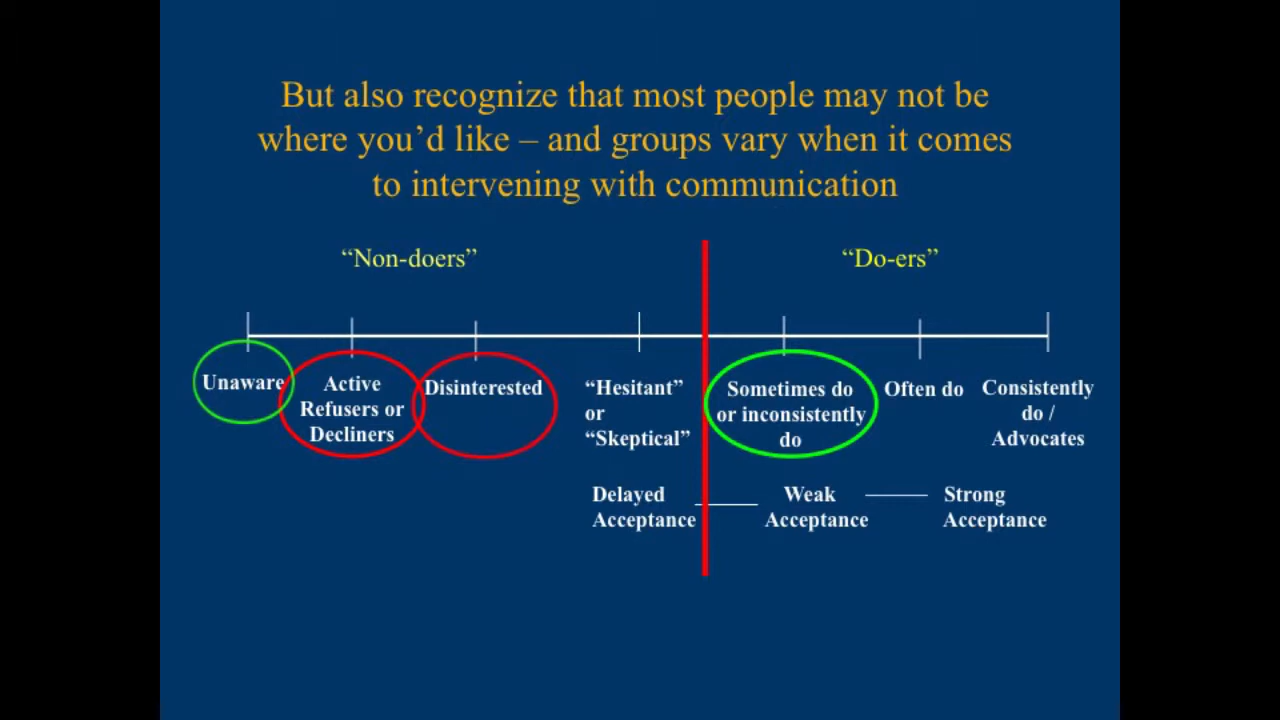 But also recognize that most people may not be
where you’d like – and groups vary when it comes
to intervening with communication
“Non-doers”
“Do-ers”
Unaware
Active
Refusers or
Decliners
Disinterested
“Hesitant”
or
“Skeptical”
Sometimes do
or inconsistently
do
Often do
Consistently
do /
Advocates
Delayed
Acceptance
Weak
Acceptance
Strong
Acceptance